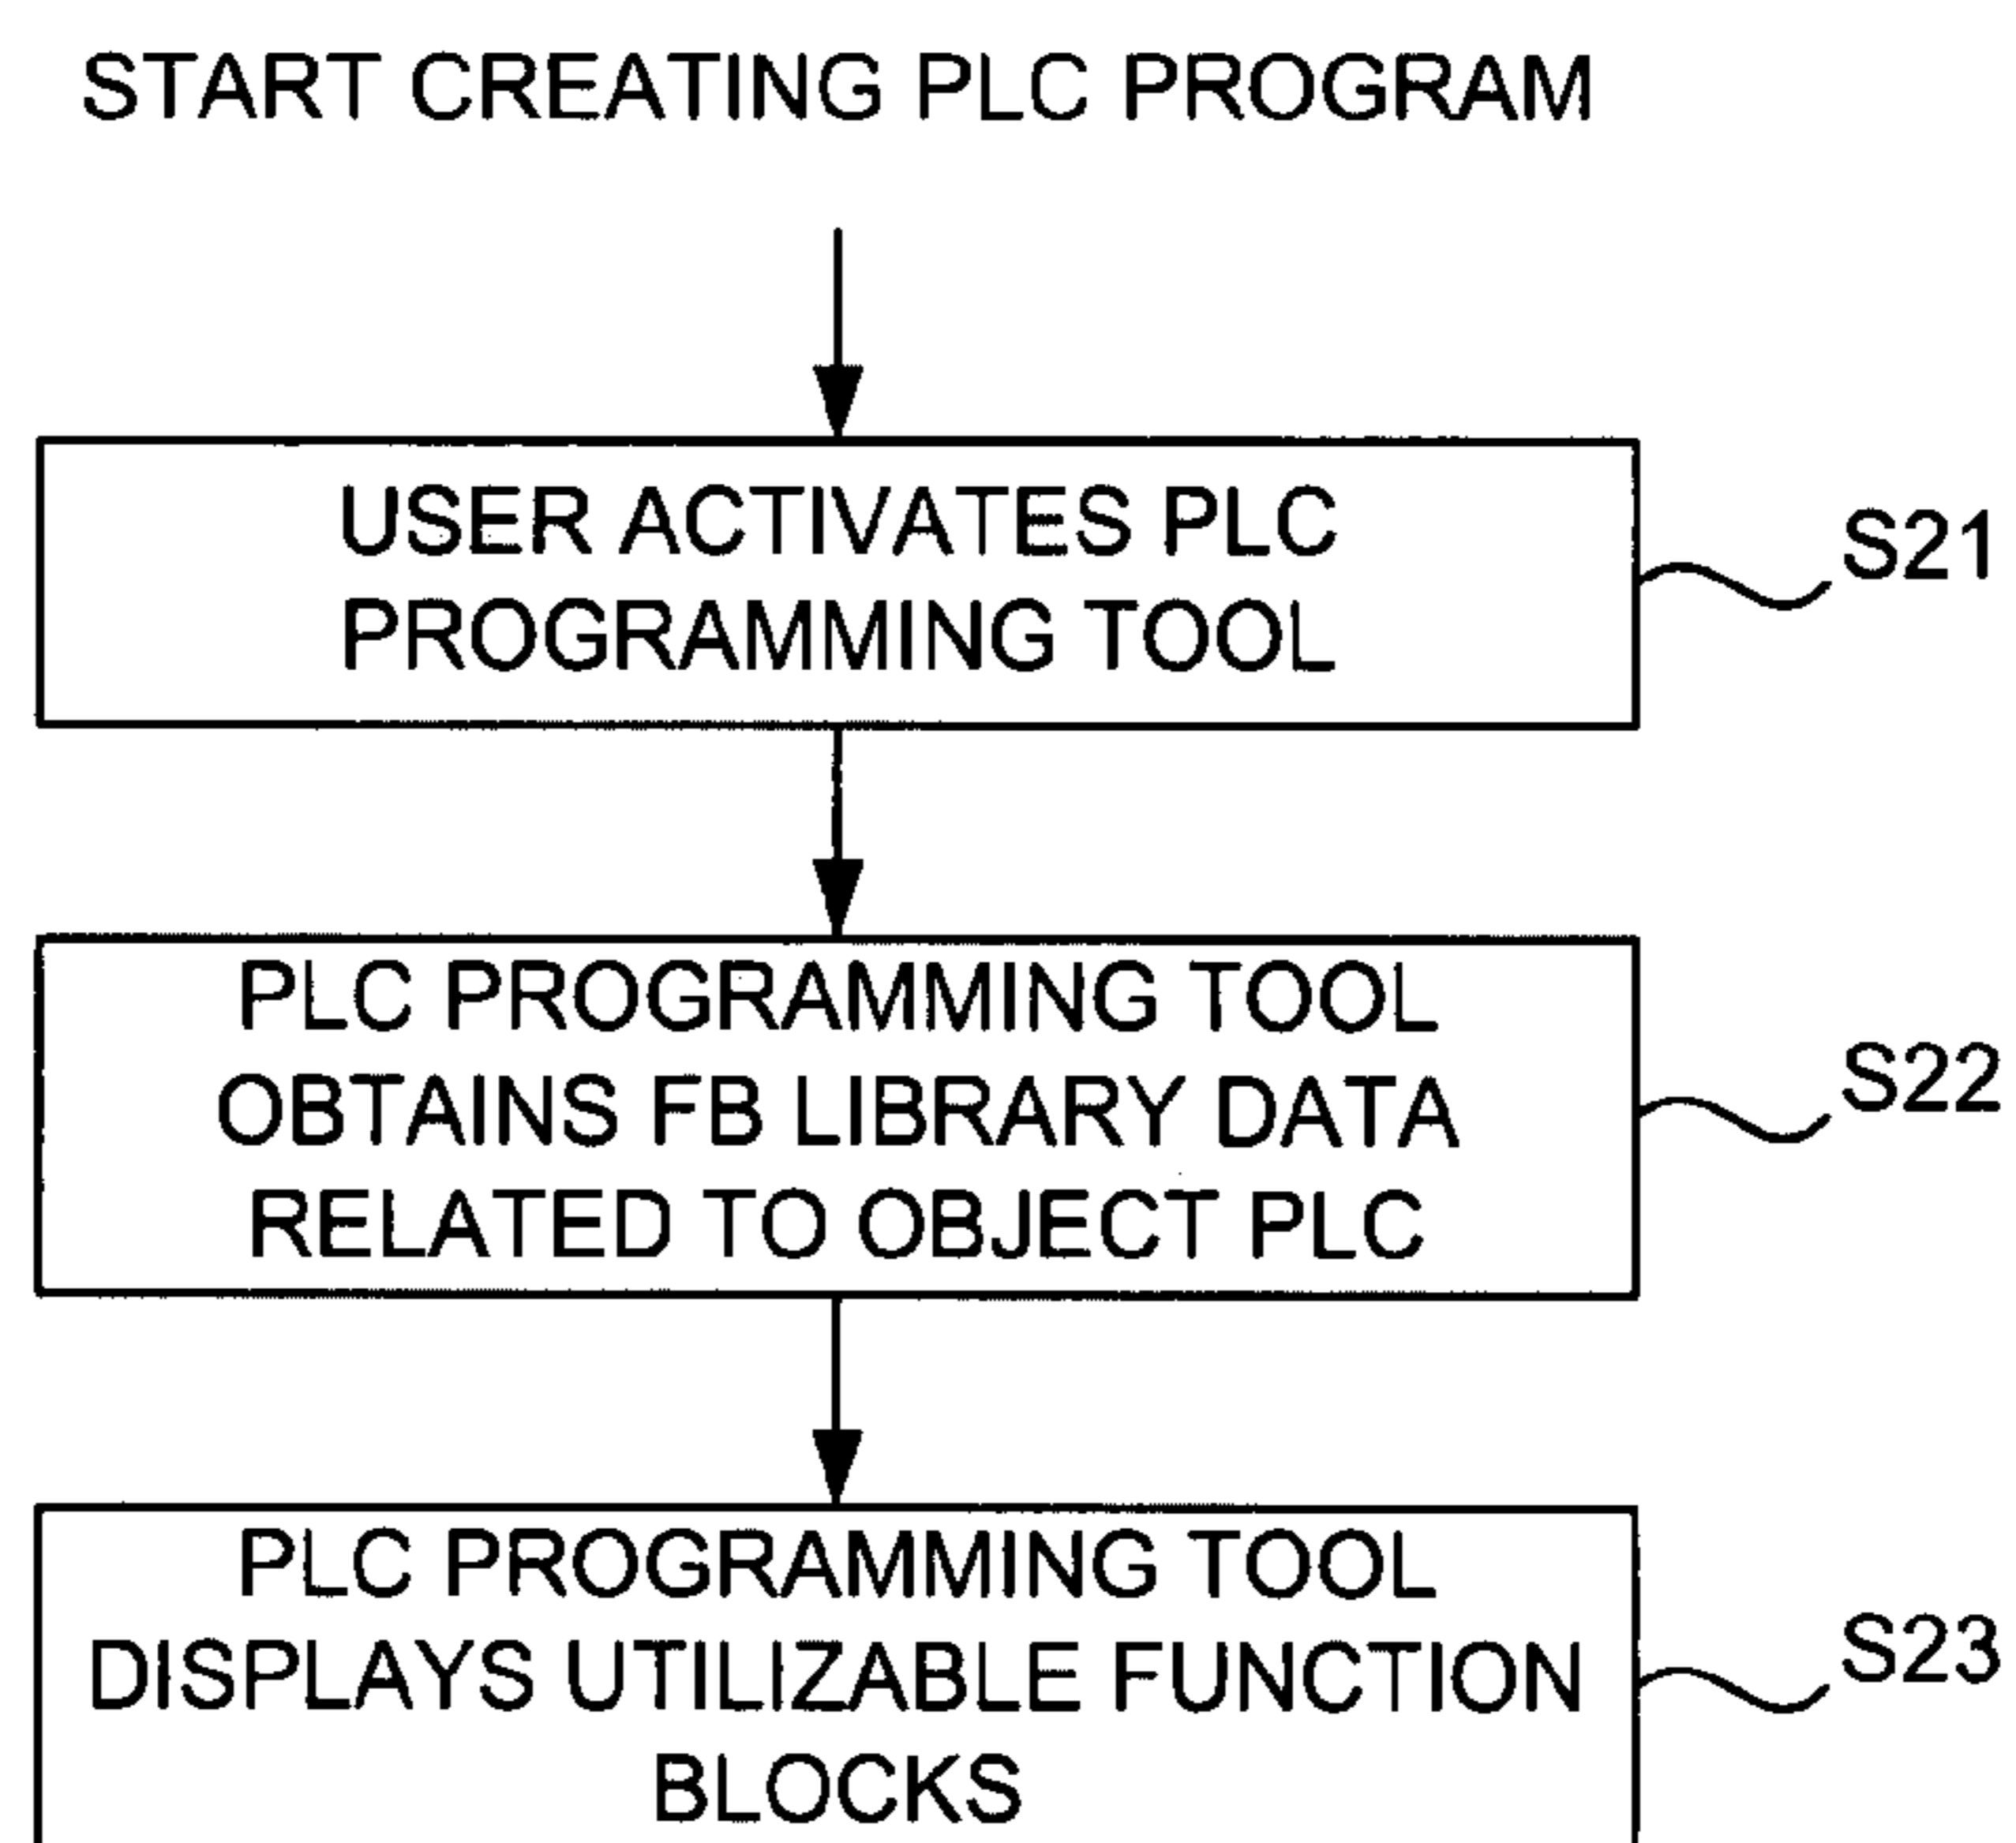 START CREATING PLC PROGRAM
USER ACTIVATES PLC
PROGRAMMING TOOL
S21
PLC PROGRAMMING TOOL
OBTAINS FB LIBRARY DATA
RELATED TO OBJECT PLC
S22
PLC PROGRAMMING TOOL
DISPLAYS UTILIZABLE FUNCTION
BLOCKS
S23